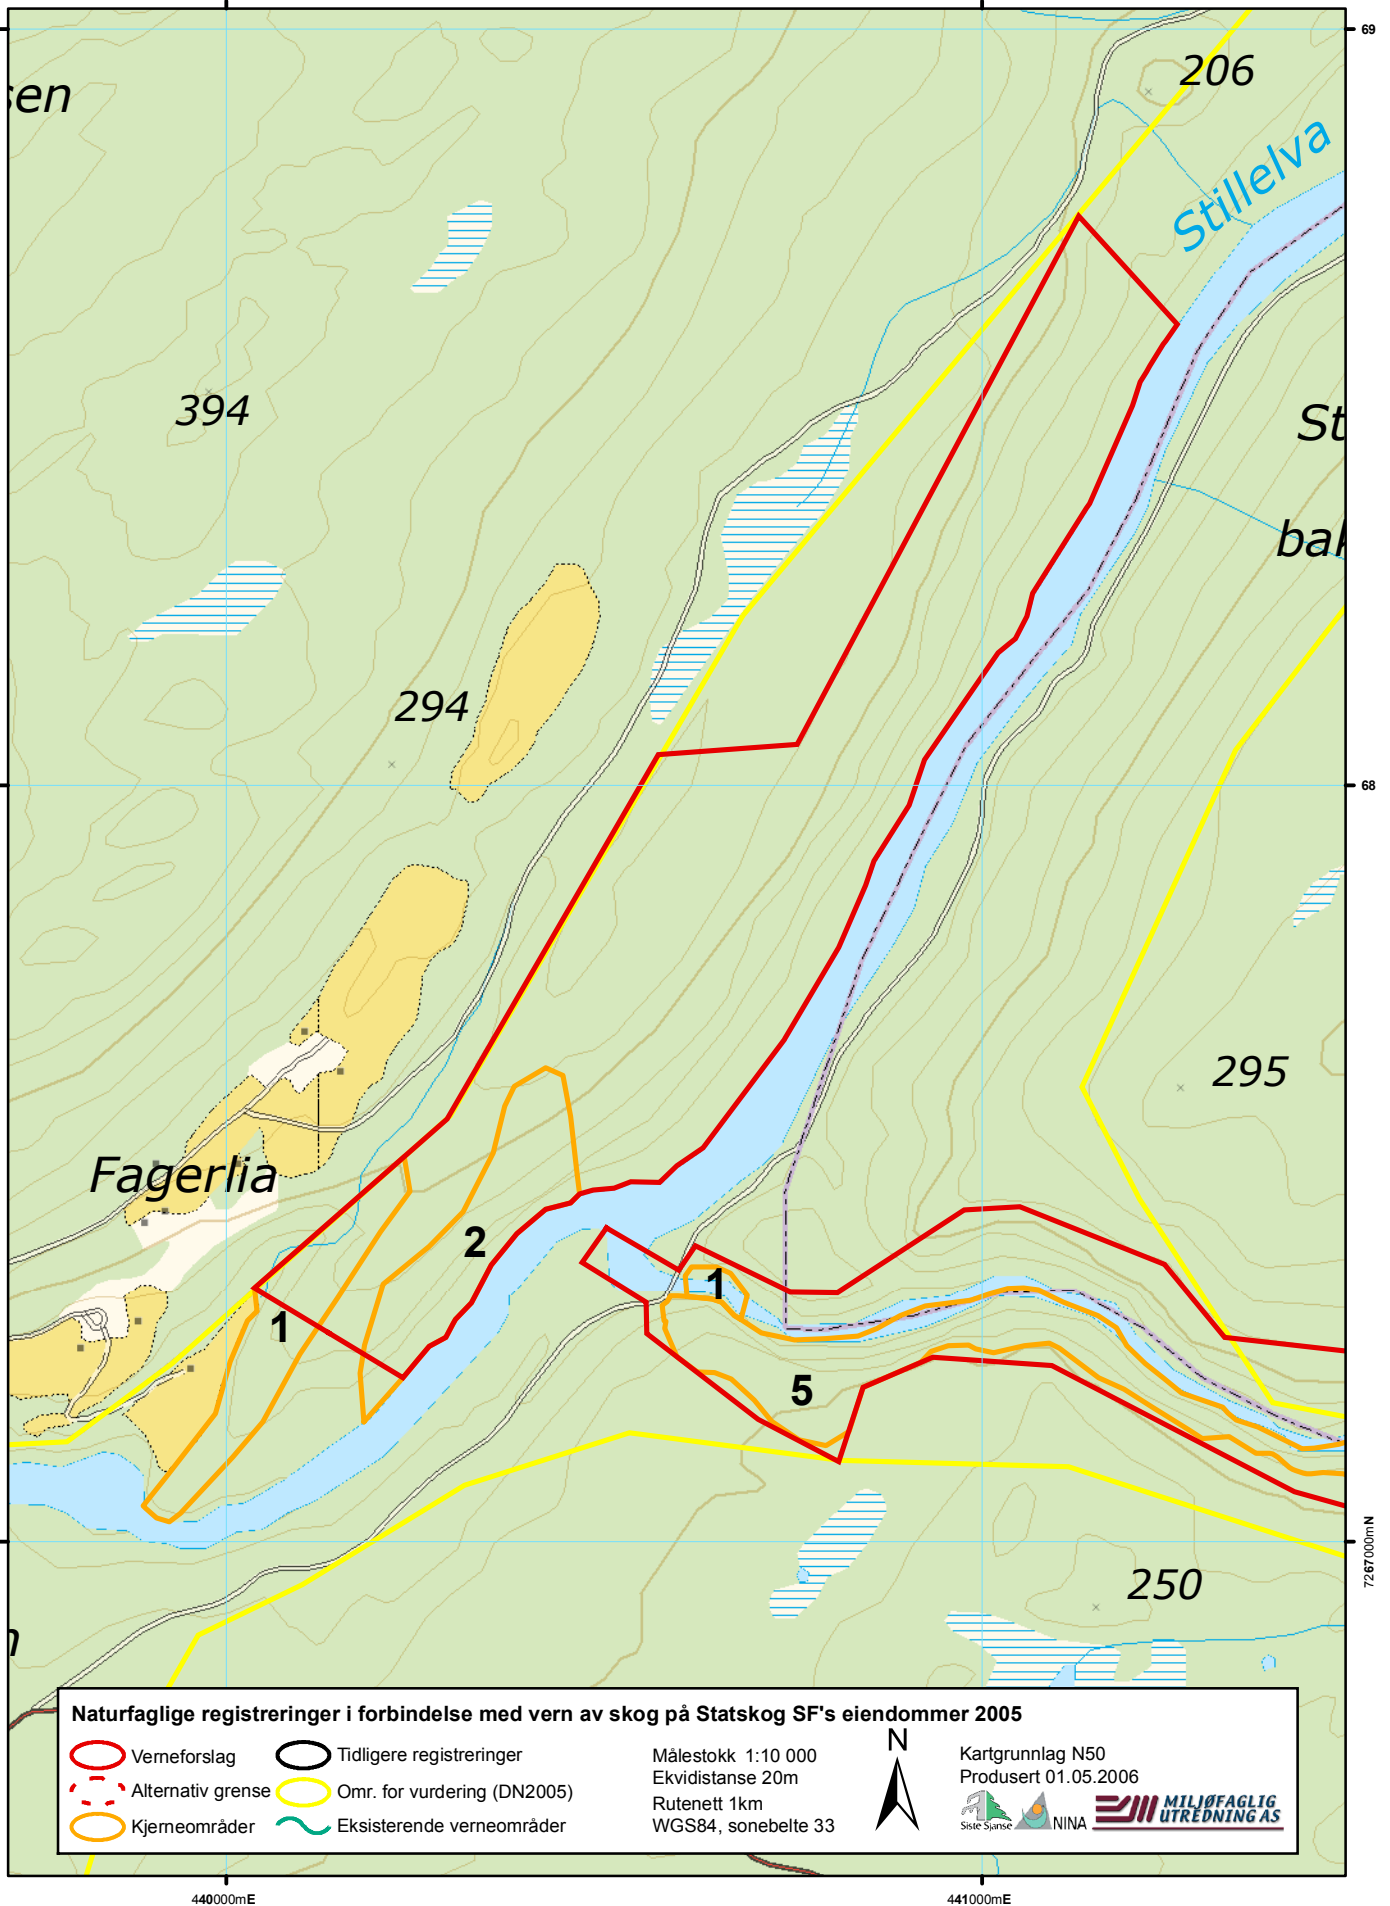 69
206
sen
Stillelva
394
St
bak
294
68
295
Fagerlia
2
1
1
5
250
7267000mN
n
Naturfaglige registreringer i forbindelse med vern av skog på Statskog SF's eiendommer 2005
Verneforslag
Alternativ grense
Kjerneområder
Tidligere registreringer
Omr. for vurdering (DN2005)
Eksisterende verneområder
Målestokk 1:10 000
Ekvidistanse 20m
Rutenett 1km
WGS84, sonebelte 33
N
Kartgrunnlag N50
Produsert 01.05.2006
Siste Sjanse
NINA
MILJØFAGLIG
UTREDNING AS
440000mE
441000mE